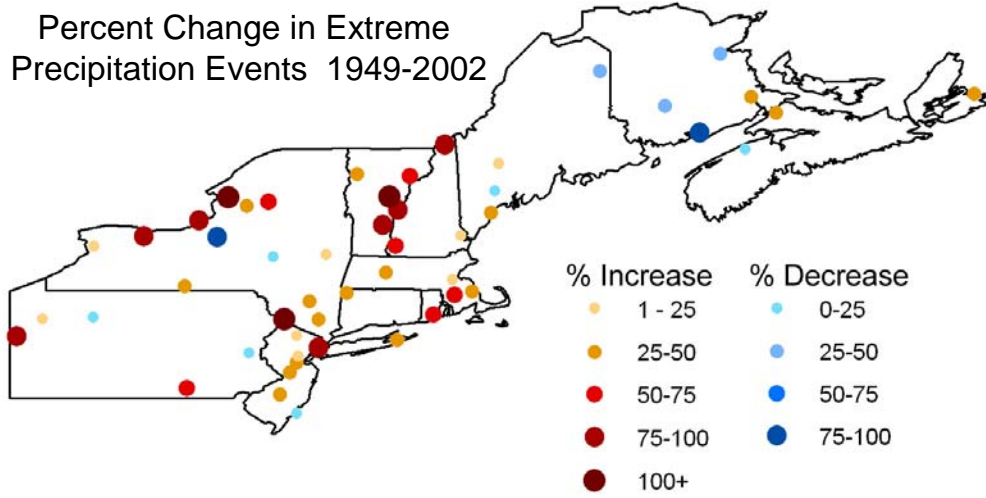 Percent Change in Extreme
Precipitation Events 1949-2002
% Increase
1 - 25
25-50
50-75
75-100
100+
% Decrease
0-25
25-50
50-75
75-100